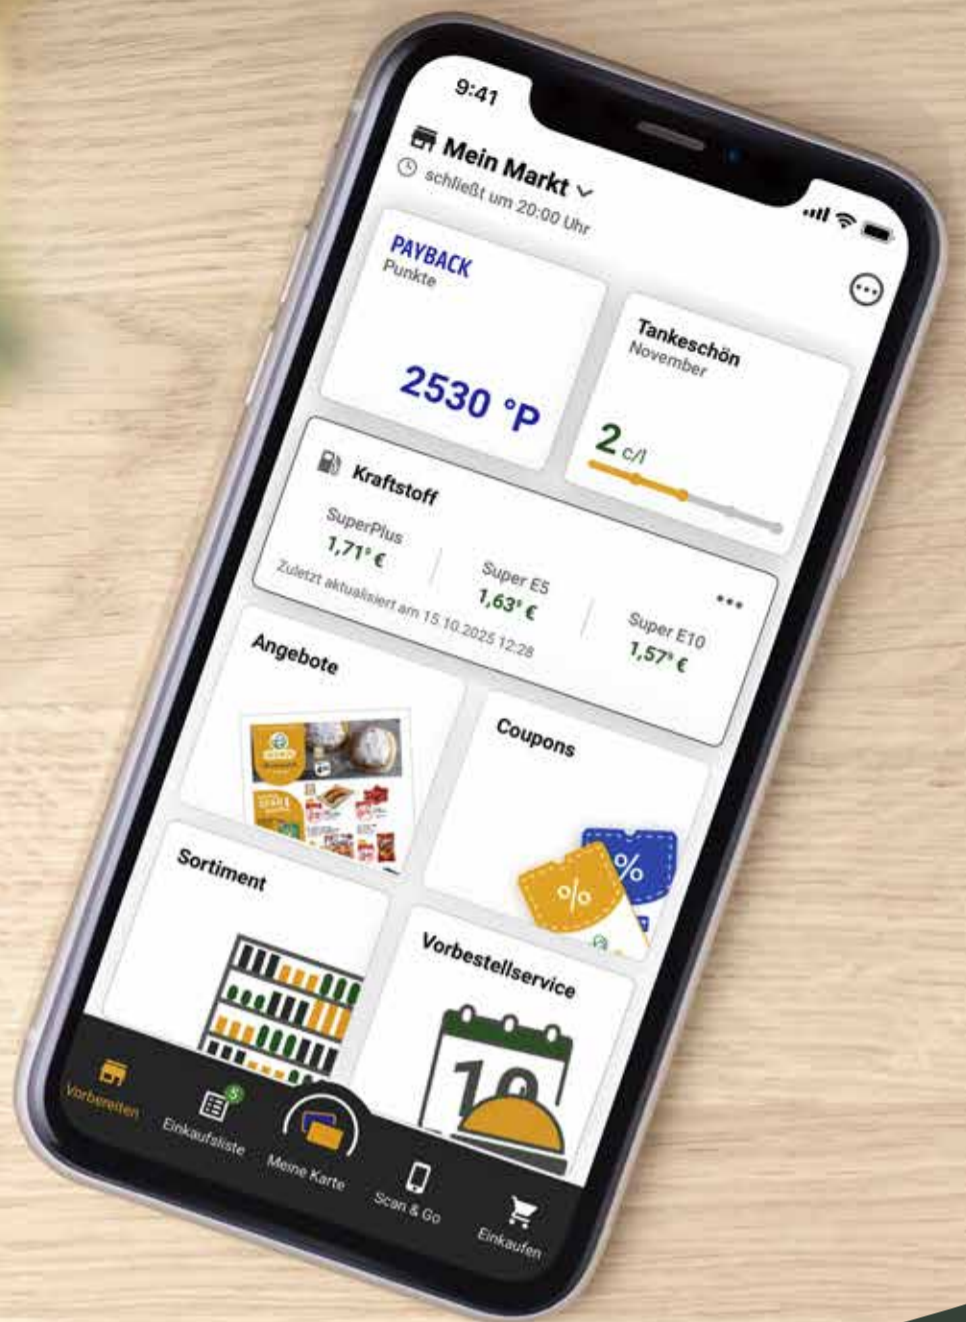 9:41
Mein Markt
schließt um 20:00 Uhr
PAYBACK
Punkte
2530 °P
Tankeschön
November
2 c/l
Kraftstoff
SuperPlus
1,71⁹ €
Super E5
1,63⁹ €
Super E10
1,57⁹ €
Zuletzt aktualisiert am 15.10.2025 12:28
Angebote
Coupons
%
%
Sortiment
Vorbestellservice
Vorbereiten
5
Einkaufsliste
Meine Karte
Scan & Go
Einkaufen